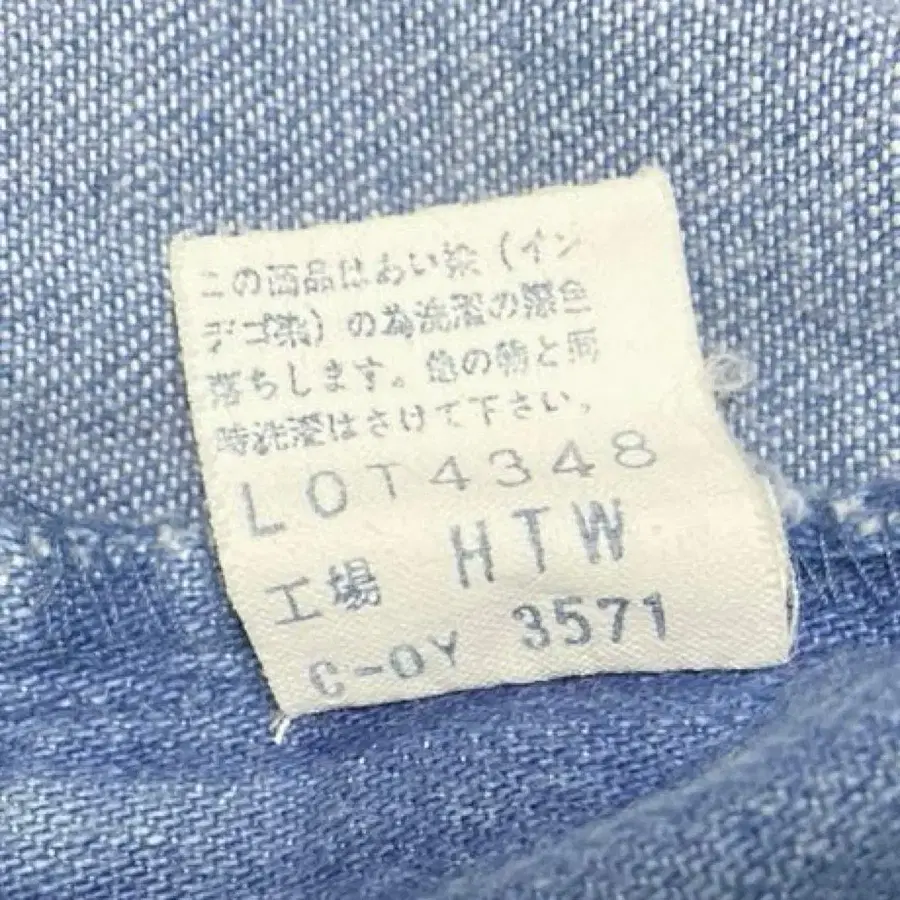 この商品はあい染(イン
デゴ染)の為洗濯の際色
落ちします。他の物と同
時洗濯はさけて下さい。
LOT4348
工場 HTW
C-OY 3571